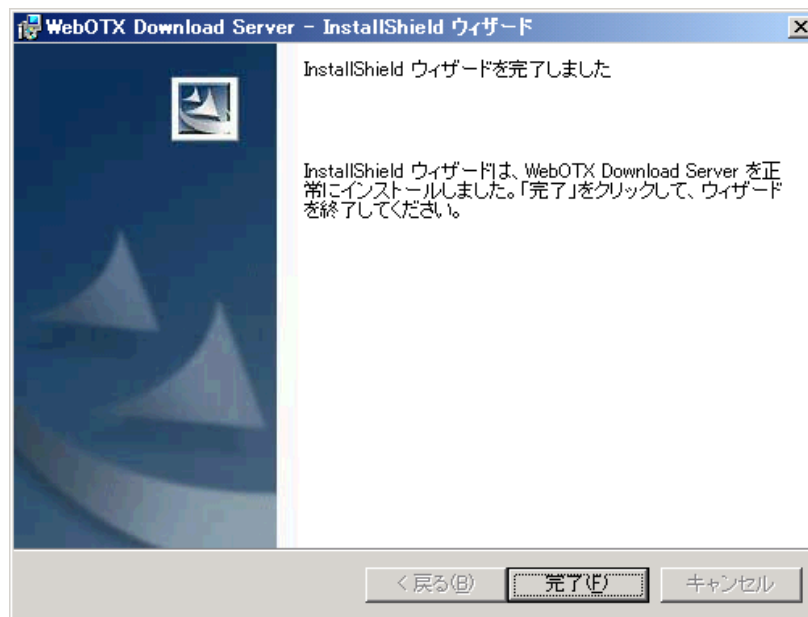 WebOTX Download Server - InstallShield ウィザード
InstallShield ウィザードを完了しました
InstallShield ウィザードは、WebOTX Download Server を正
常にインストールしました。「完了」をクリックして、ウィザード
を終了してください。
< 戻る(B) 完了(F) キャンセル